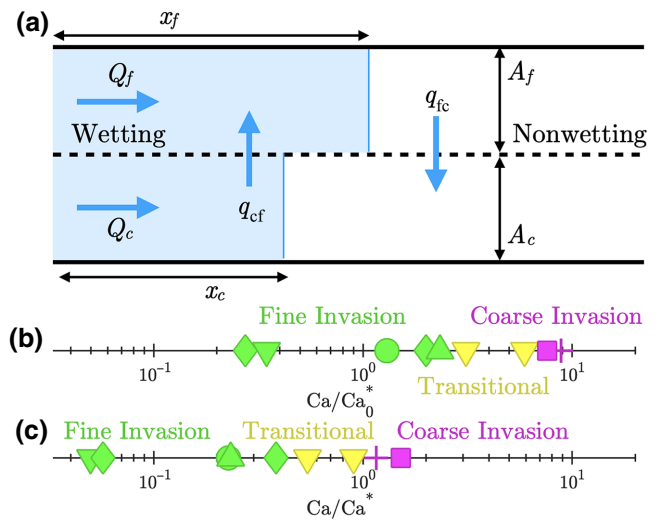 (a)
x_f
Q_f
A_f
q_fc
Wetting
Nonwetting
q_cf
Q_c
A_c
x_c
(b)
Fine Invasion
Coarse Invasion
10^-1
10^0
10^1
Ca/Ca_0^*
Transitional
(c)
Fine Invasion
Transitional
Coarse Invasion
10^-1
10^0
10^1
Ca/Ca^*